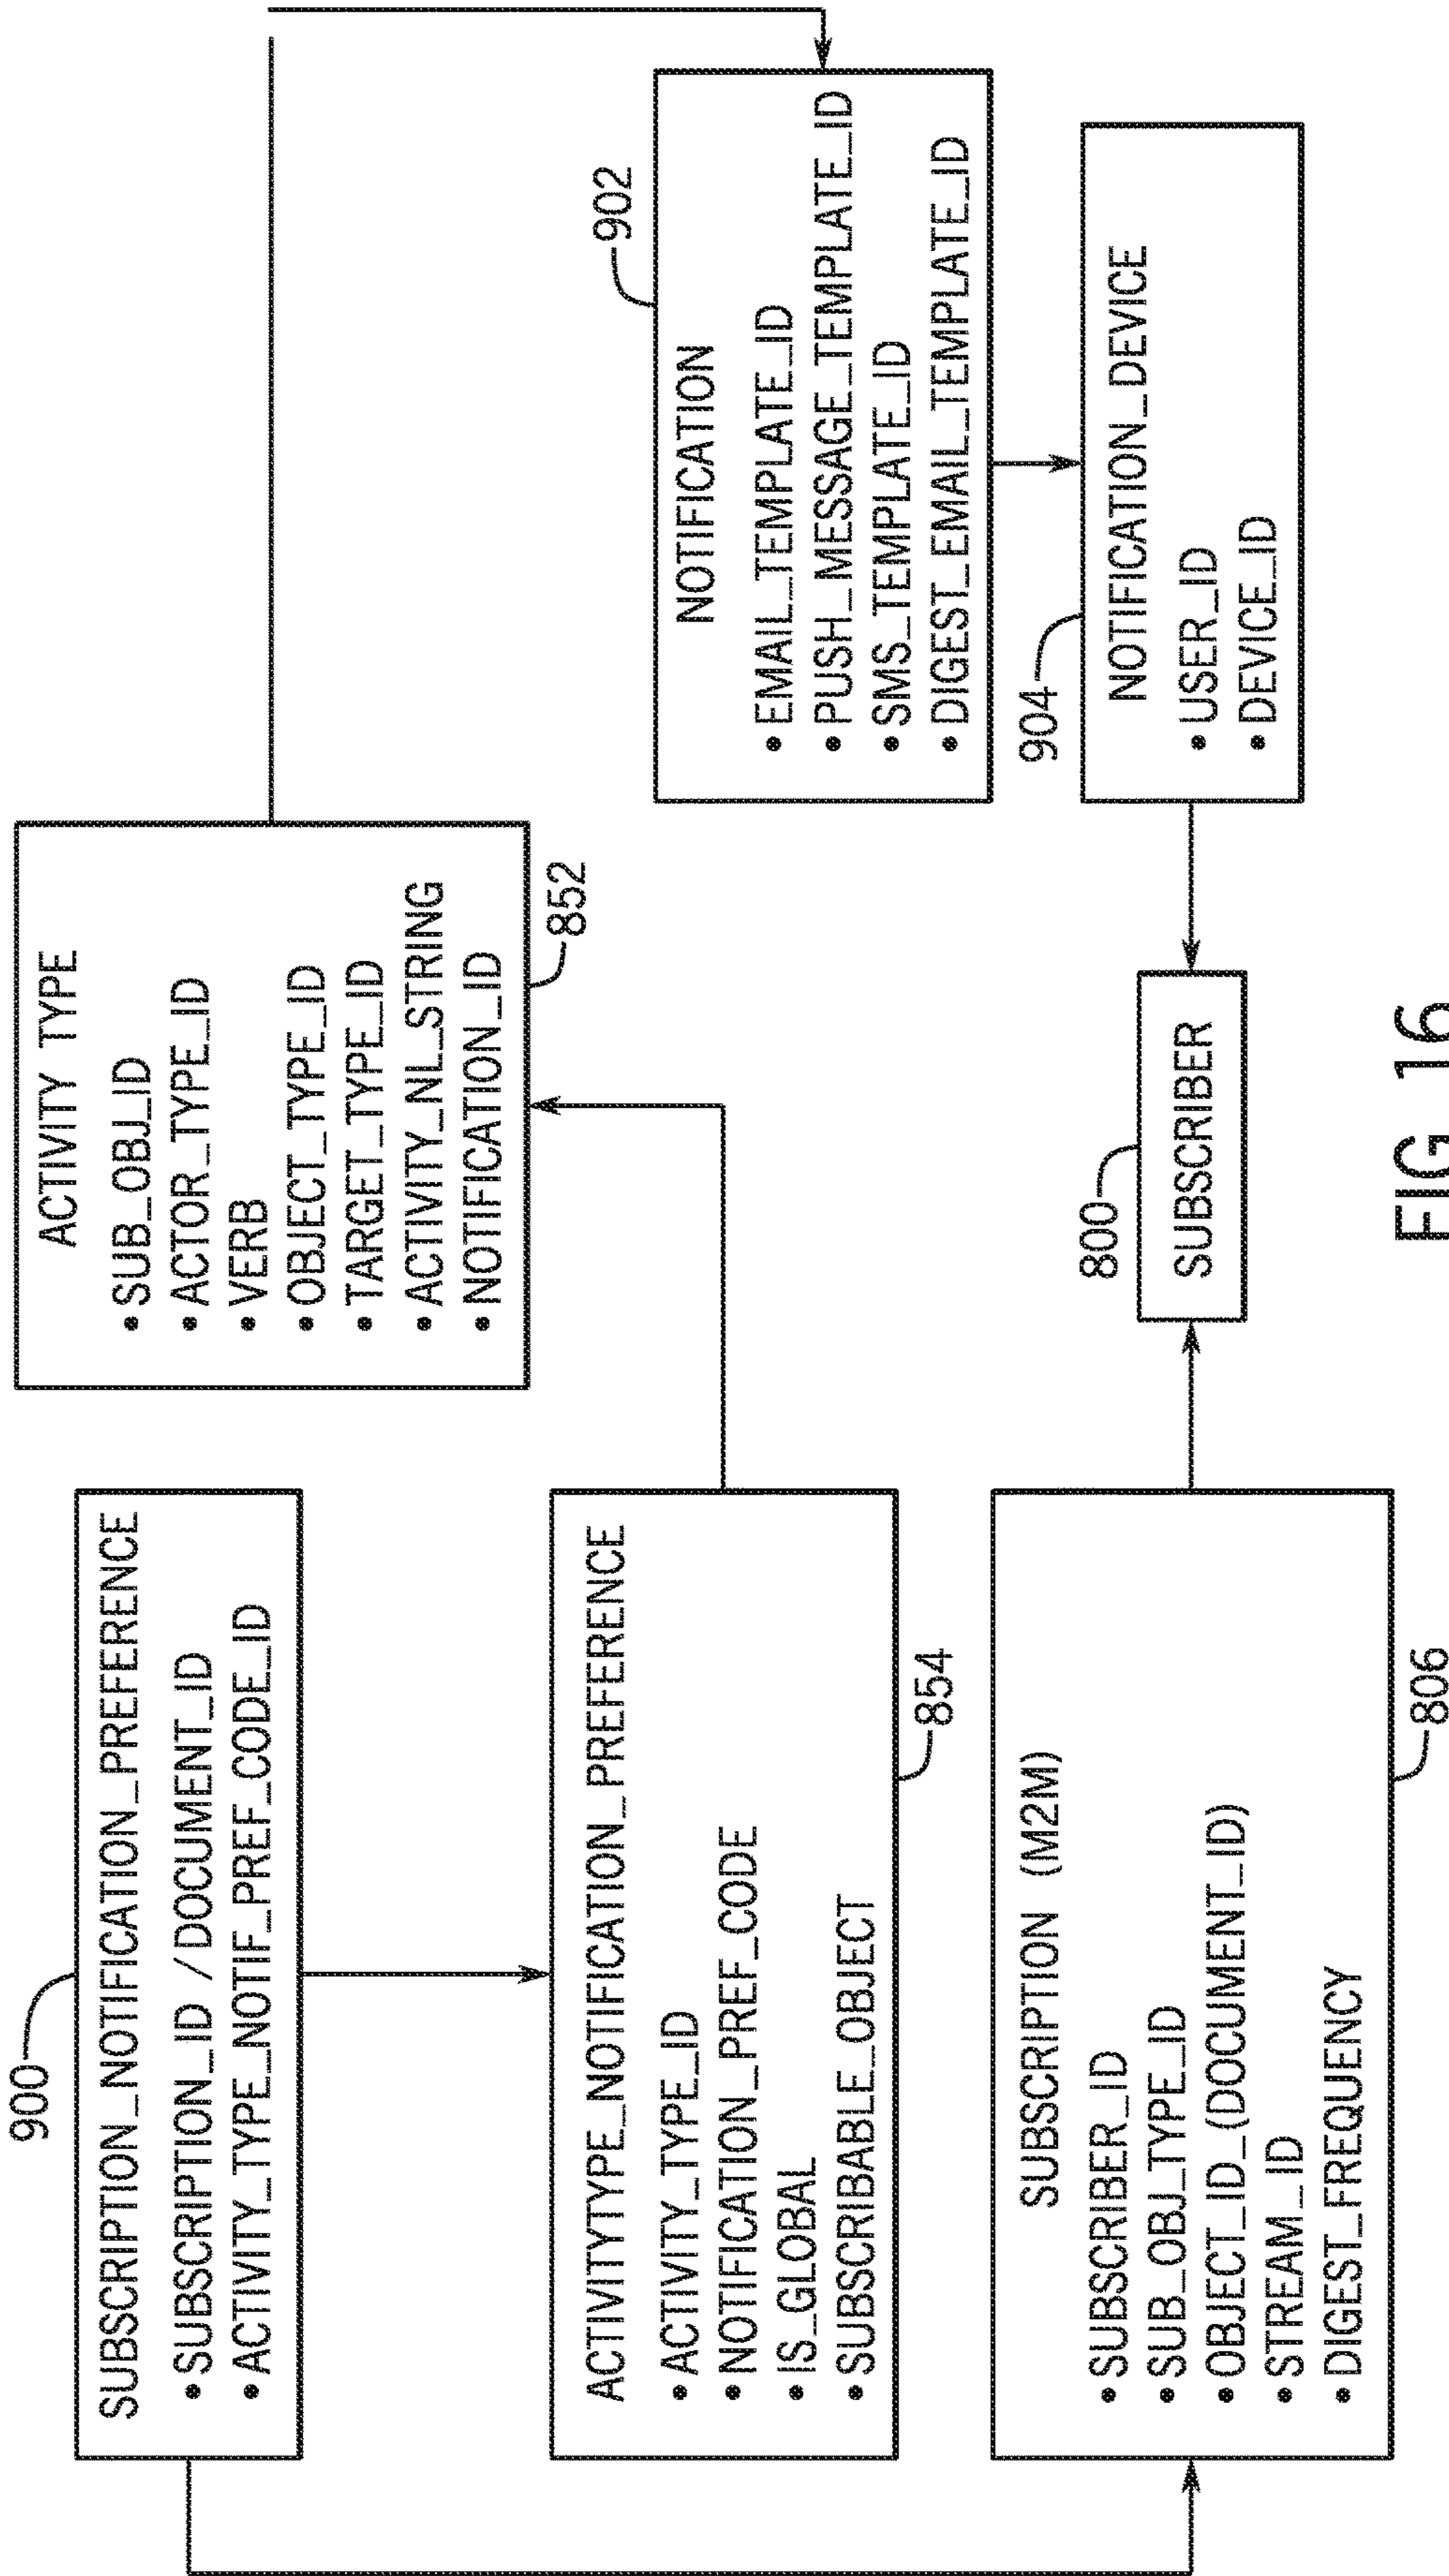 900
SUBSCRIPTION_NOTIFICATION_PREFERENCE
• SUBSCRIPTION_ID / DOCUMENT_ID
• ACTIVITY_TYPE_NOTIF_PREF_CODE_ID
ACTIVITY TYPE
• SUB_OBJ_ID
• ACTOR_TYPE_ID
• VERB
• OBJECT_TYPE_ID
• TARGET_TYPE_ID
• ACTIVITY_NL_STRING
• NOTIFICATION_ID
852
ACTIVITYTYPE_NOTIFICATION_PREFERENCE
• ACTIVITY_TYPE_ID
• NOTIFICATION_PREF_CODE
• IS_GLOBAL
• SUBSCRIBABLE_OBJECT
854
902
NOTIFICATION
• EMAIL_TEMPLATE_ID
• PUSH_MESSAGE_TEMPLATE_ID
• SMS_TEMPLATE_ID
• DIGEST_EMAIL_TEMPLATE_ID
SUBSCRIPTION (M2M)
• SUBSCRIBER_ID
• SUB_OBJ_TYPE_ID
• OBJECT_ID_(DOCUMENT_ID)
• STREAM_ID
• DIGEST_FREQUENCY
806
800
SUBSCRIBER
904
NOTIFICATION_DEVICE
• USER_ID
• DEVICE_ID
FIG. 16